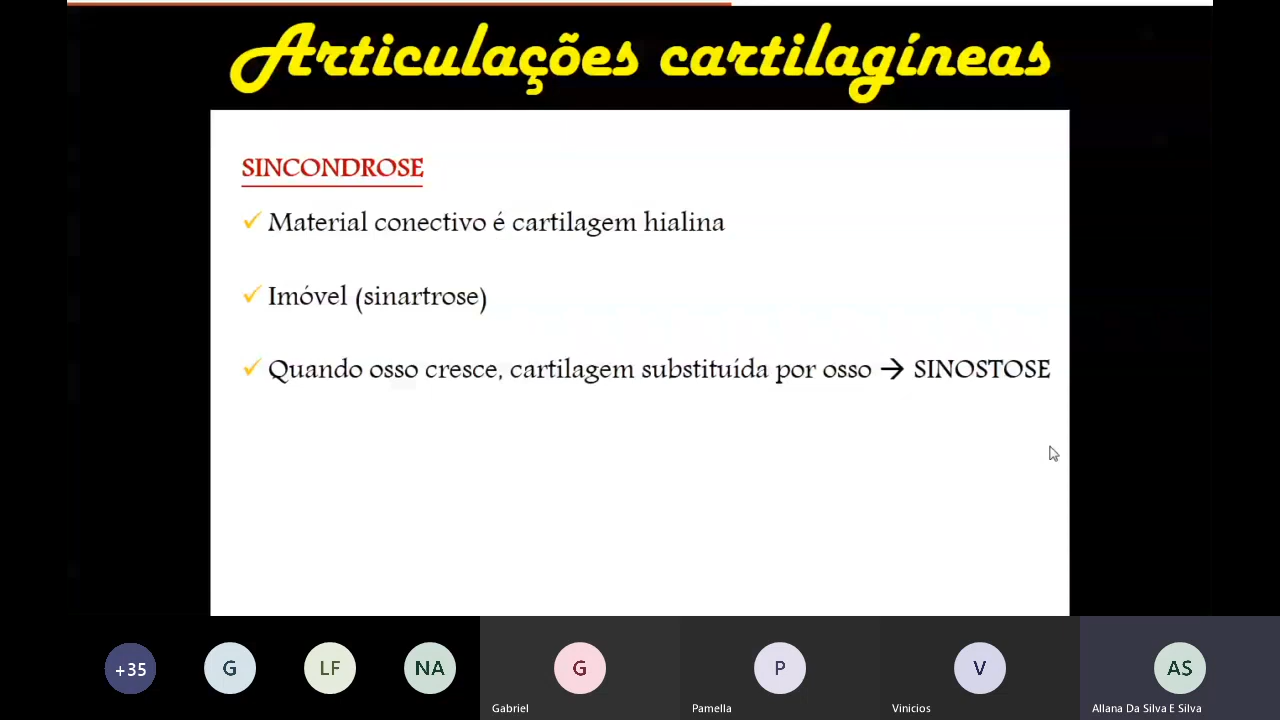 Articulações cartilagíneas
SINCONDROSE
Material conectivo é cartilagem hialina
Imóvel (sinartrose)
Quando osso cresce, cartilagem substituída por osso → SINOSTOSE
+35
G
LF
NA
G
P
V
AS
Gabriel
Pamella
Vinicios
Allana Da Silva E Silva